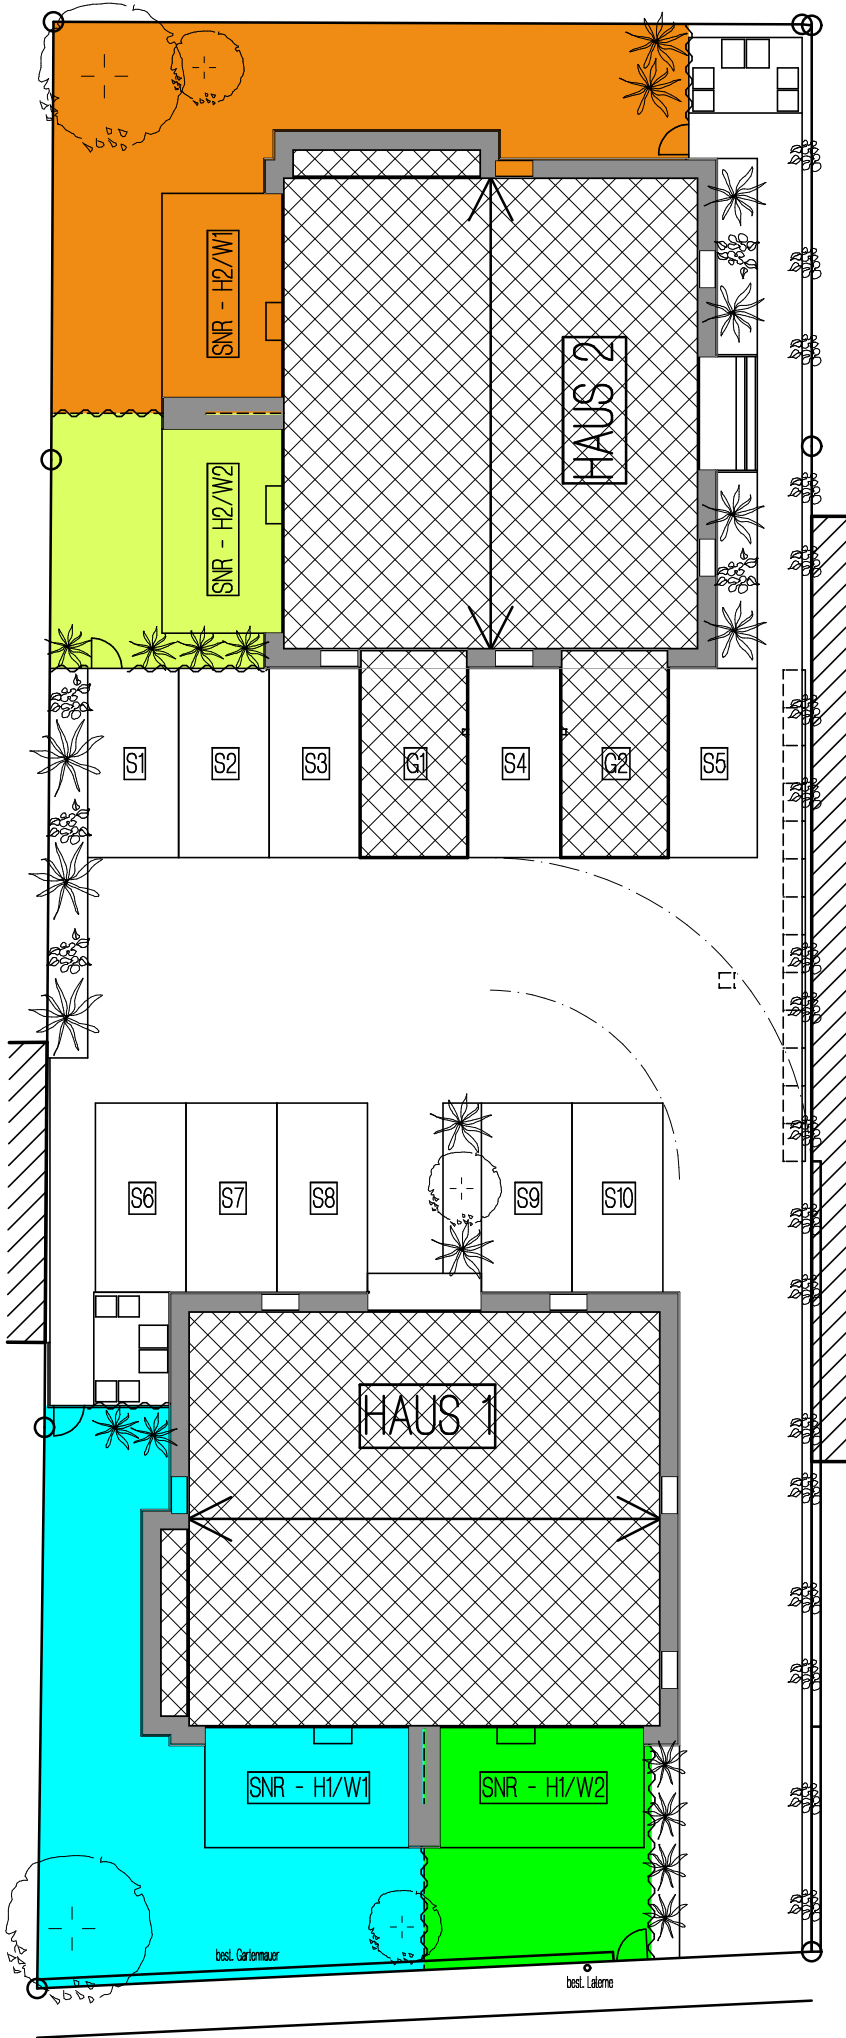 SNR - H2/W1
HAUS 2
SNR - H2/W2
S1
S2
S3
G1
S4
G2
S5
S6
S7
S8
S9
S10
HAUS 1
SNR - H1/W1
SNR - H1/W2
best. Gartenmauer
best. Laterne